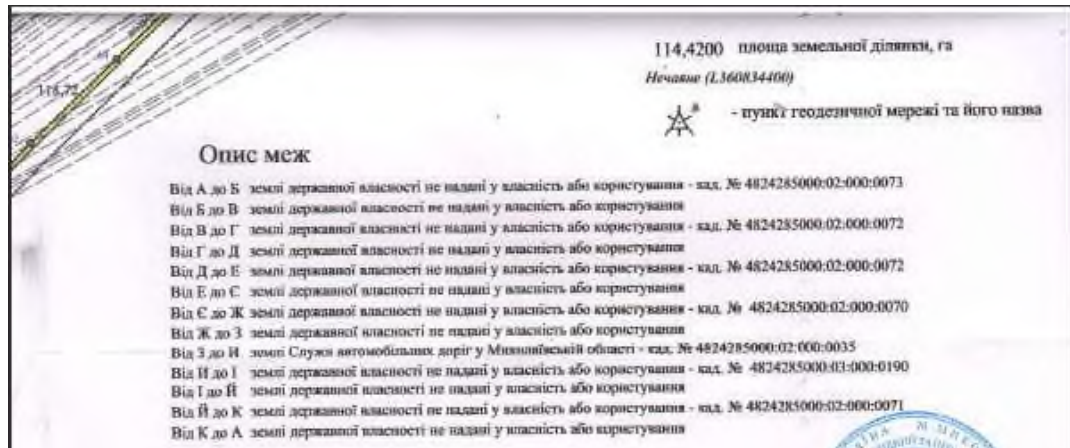 114,4200 площа земельної ділянки, га
Нечаяне (L360834400)
- пункт геодезичної мережі та його назва
118,72
Опис меж
Від А до Б землі державної власності не надані у власність або користування - кад. № 4824285000:02:000:0073
Від Б до В землі державної власності не надані у власність або користування
Від В до Г землі державної власності не надані у власність або користування - кад. № 4824285000:02:000:0072
Від Г до Д землі державної власності не надані у власність або користування
Від Д до Е землі державної власності не надані у власність або користування - кад. № 4824285000:02:000:0072
Від Е до Є землі державної власності не надані у власність або користування
Від Є до Ж землі державної власності не надані у власність або користування - кад. № 4824285000:02:000:0070
Від Ж до З землі державної власності не надані у власність або користування
Від З до И землі Служби автомобільних доріг у Миколаївській області - кад. № 4824285000:02:000:0035
Від И до І землі державної власності не надані у власність або користування - кад. № 4824285000:03:000:0190
Від І до Й землі державної власності не надані у власність або користування
Від Й до К землі державної власності не надані у власність або користування - кад. № 4824285000:02:000:0071
Від К до А землі державної власності не надані у власність або користування